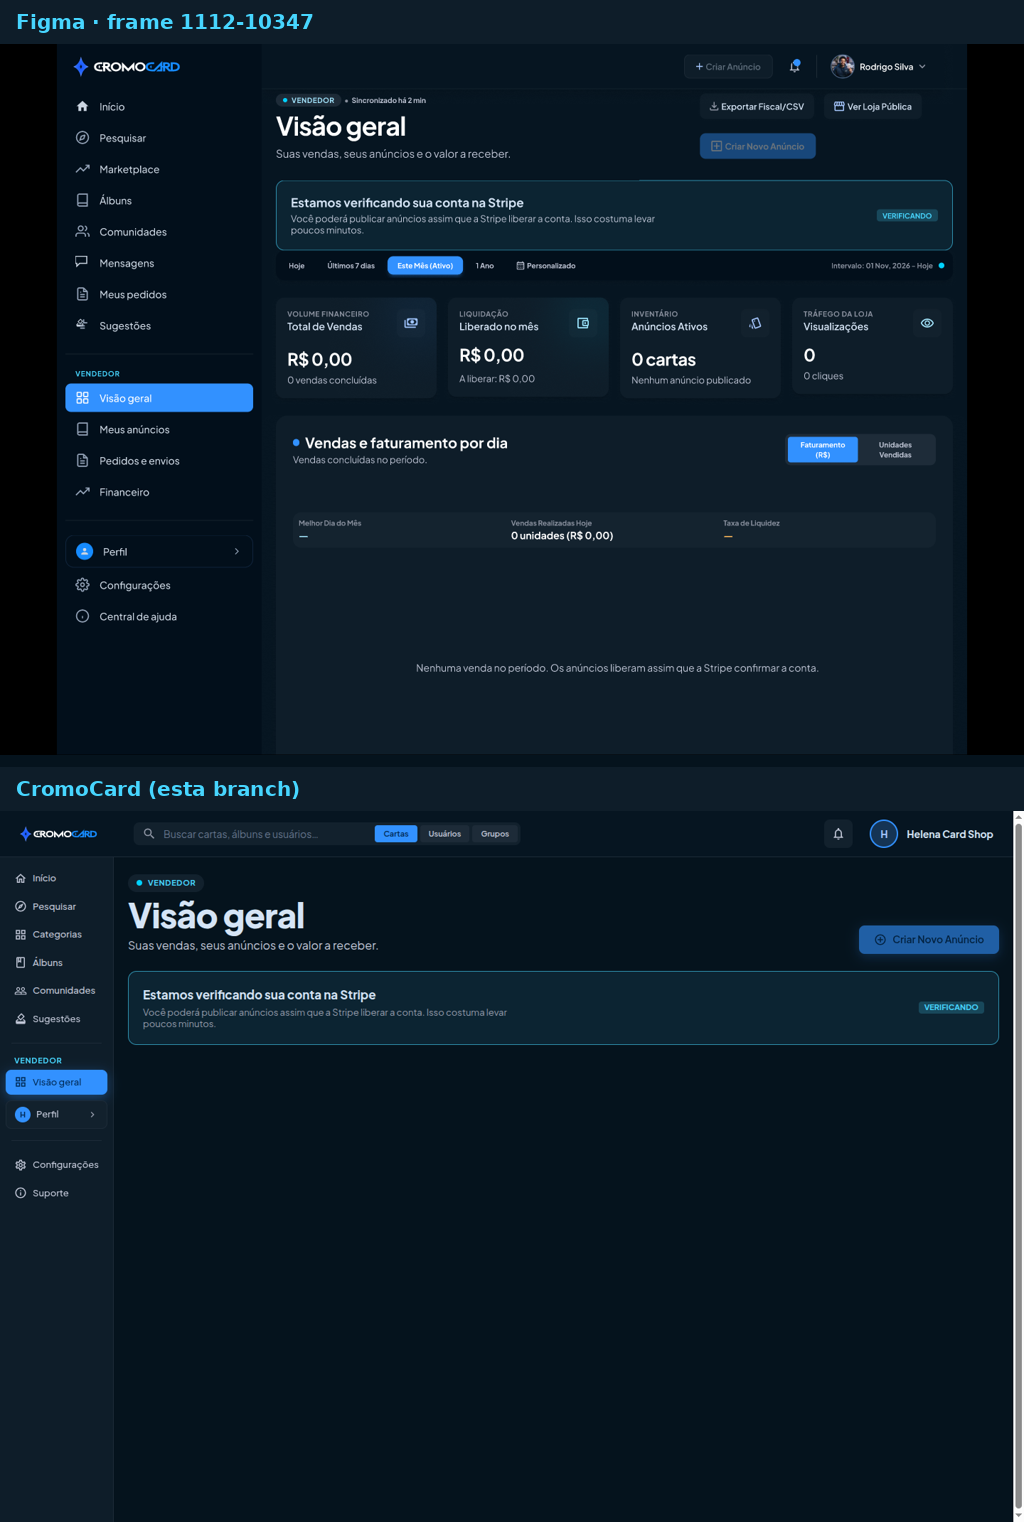 Figma · frame 1112-10347
CROMOCARD
+ Criar Anúncio
Rodrigo Silva
Início
Pesquisar
Marketplace
Álbuns
Comunidades
Mensagens
Meus pedidos
Sugestões
VENDEDOR
Visão geral
Meus anúncios
Pedidos e envios
Financeiro
Perfil
Configurações
Central de ajuda
VENDEDOR
Sincronizado há 2 min
Visão geral
Suas vendas, seus anúncios e o valor a receber.
Exportar Fiscal/CSV
Ver Loja Pública
Criar Novo Anúncio
Estamos verificando sua conta na Stripe
Você poderá publicar anúncios assim que a Stripe liberar a conta. Isso costuma levar
poucos minutos.
VERIFICANDO
Hoje
Últimos 7 dias
Este Mês (Ativo)
1 Ano
Personalizado
Intervalo: 01 Nov, 2026 - Hoje
VOLUME FINANCEIRO
Total de Vendas
R$ 0,00
0 vendas concluídas
LIQUIDAÇÃO
Liberado no mês
R$ 0,00
A liberar: R$ 0,00
INVENTÁRIO
Anúncios Ativos
0 cartas
Nenhum anúncio publicado
TRÁFEGO DA LOJA
Visualizações
0
0 cliques
Vendas e faturamento por dia
Vendas concluídas no período.
Faturamento
(R$)
Unidades
Vendidas
Melhor Dia do Mês
—
Vendas Realizadas Hoje
0 unidades (R$ 0,00)
Taxa de Liquidez
—
Nenhuma venda no período. Os anúncios liberam assim que a Stripe confirmar a conta.
CromoCard (esta branch)
CROMOCARD
Buscar cartas, álbuns e usuários...
Cartas
Usuários
Grupos
H
Helena Card Shop
Início
Pesquisar
Categorias
Álbuns
Comunidades
Sugestões
VENDEDOR
Visão geral
H
Perfil
Configurações
Suporte
VENDEDOR
Visão geral
Suas vendas, seus anúncios e o valor a receber.
Criar Novo Anúncio
Estamos verificando sua conta na Stripe
Você poderá publicar anúncios assim que a Stripe liberar a conta. Isso costuma levar
poucos minutos.
VERIFICANDO